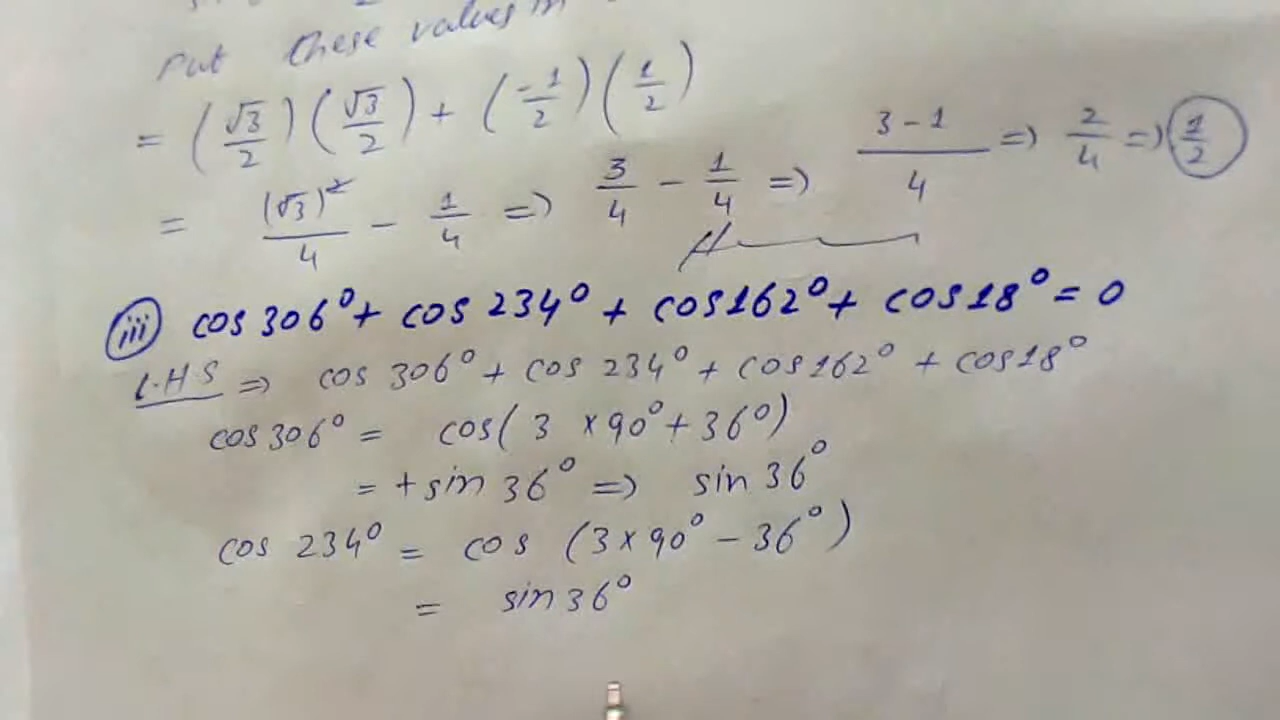 Put these values in
= (√3/2)(√3/2) + (-1/2)(1/2)
= (√3)²/4 - 1/4 => 3/4 - 1/4 => 3-1/4 => 2/4 => 1/2
iii cos 306° + cos 234° + cos 162° + cos 18° = 0
L.H.S => cos 306° + cos 234° + cos 162° + cos 18°
cos 306° = cos( 3 × 90° + 36°)
= + sin 36° => sin 36°
cos 234° = cos (3 × 90° - 36°)
= sin 36°